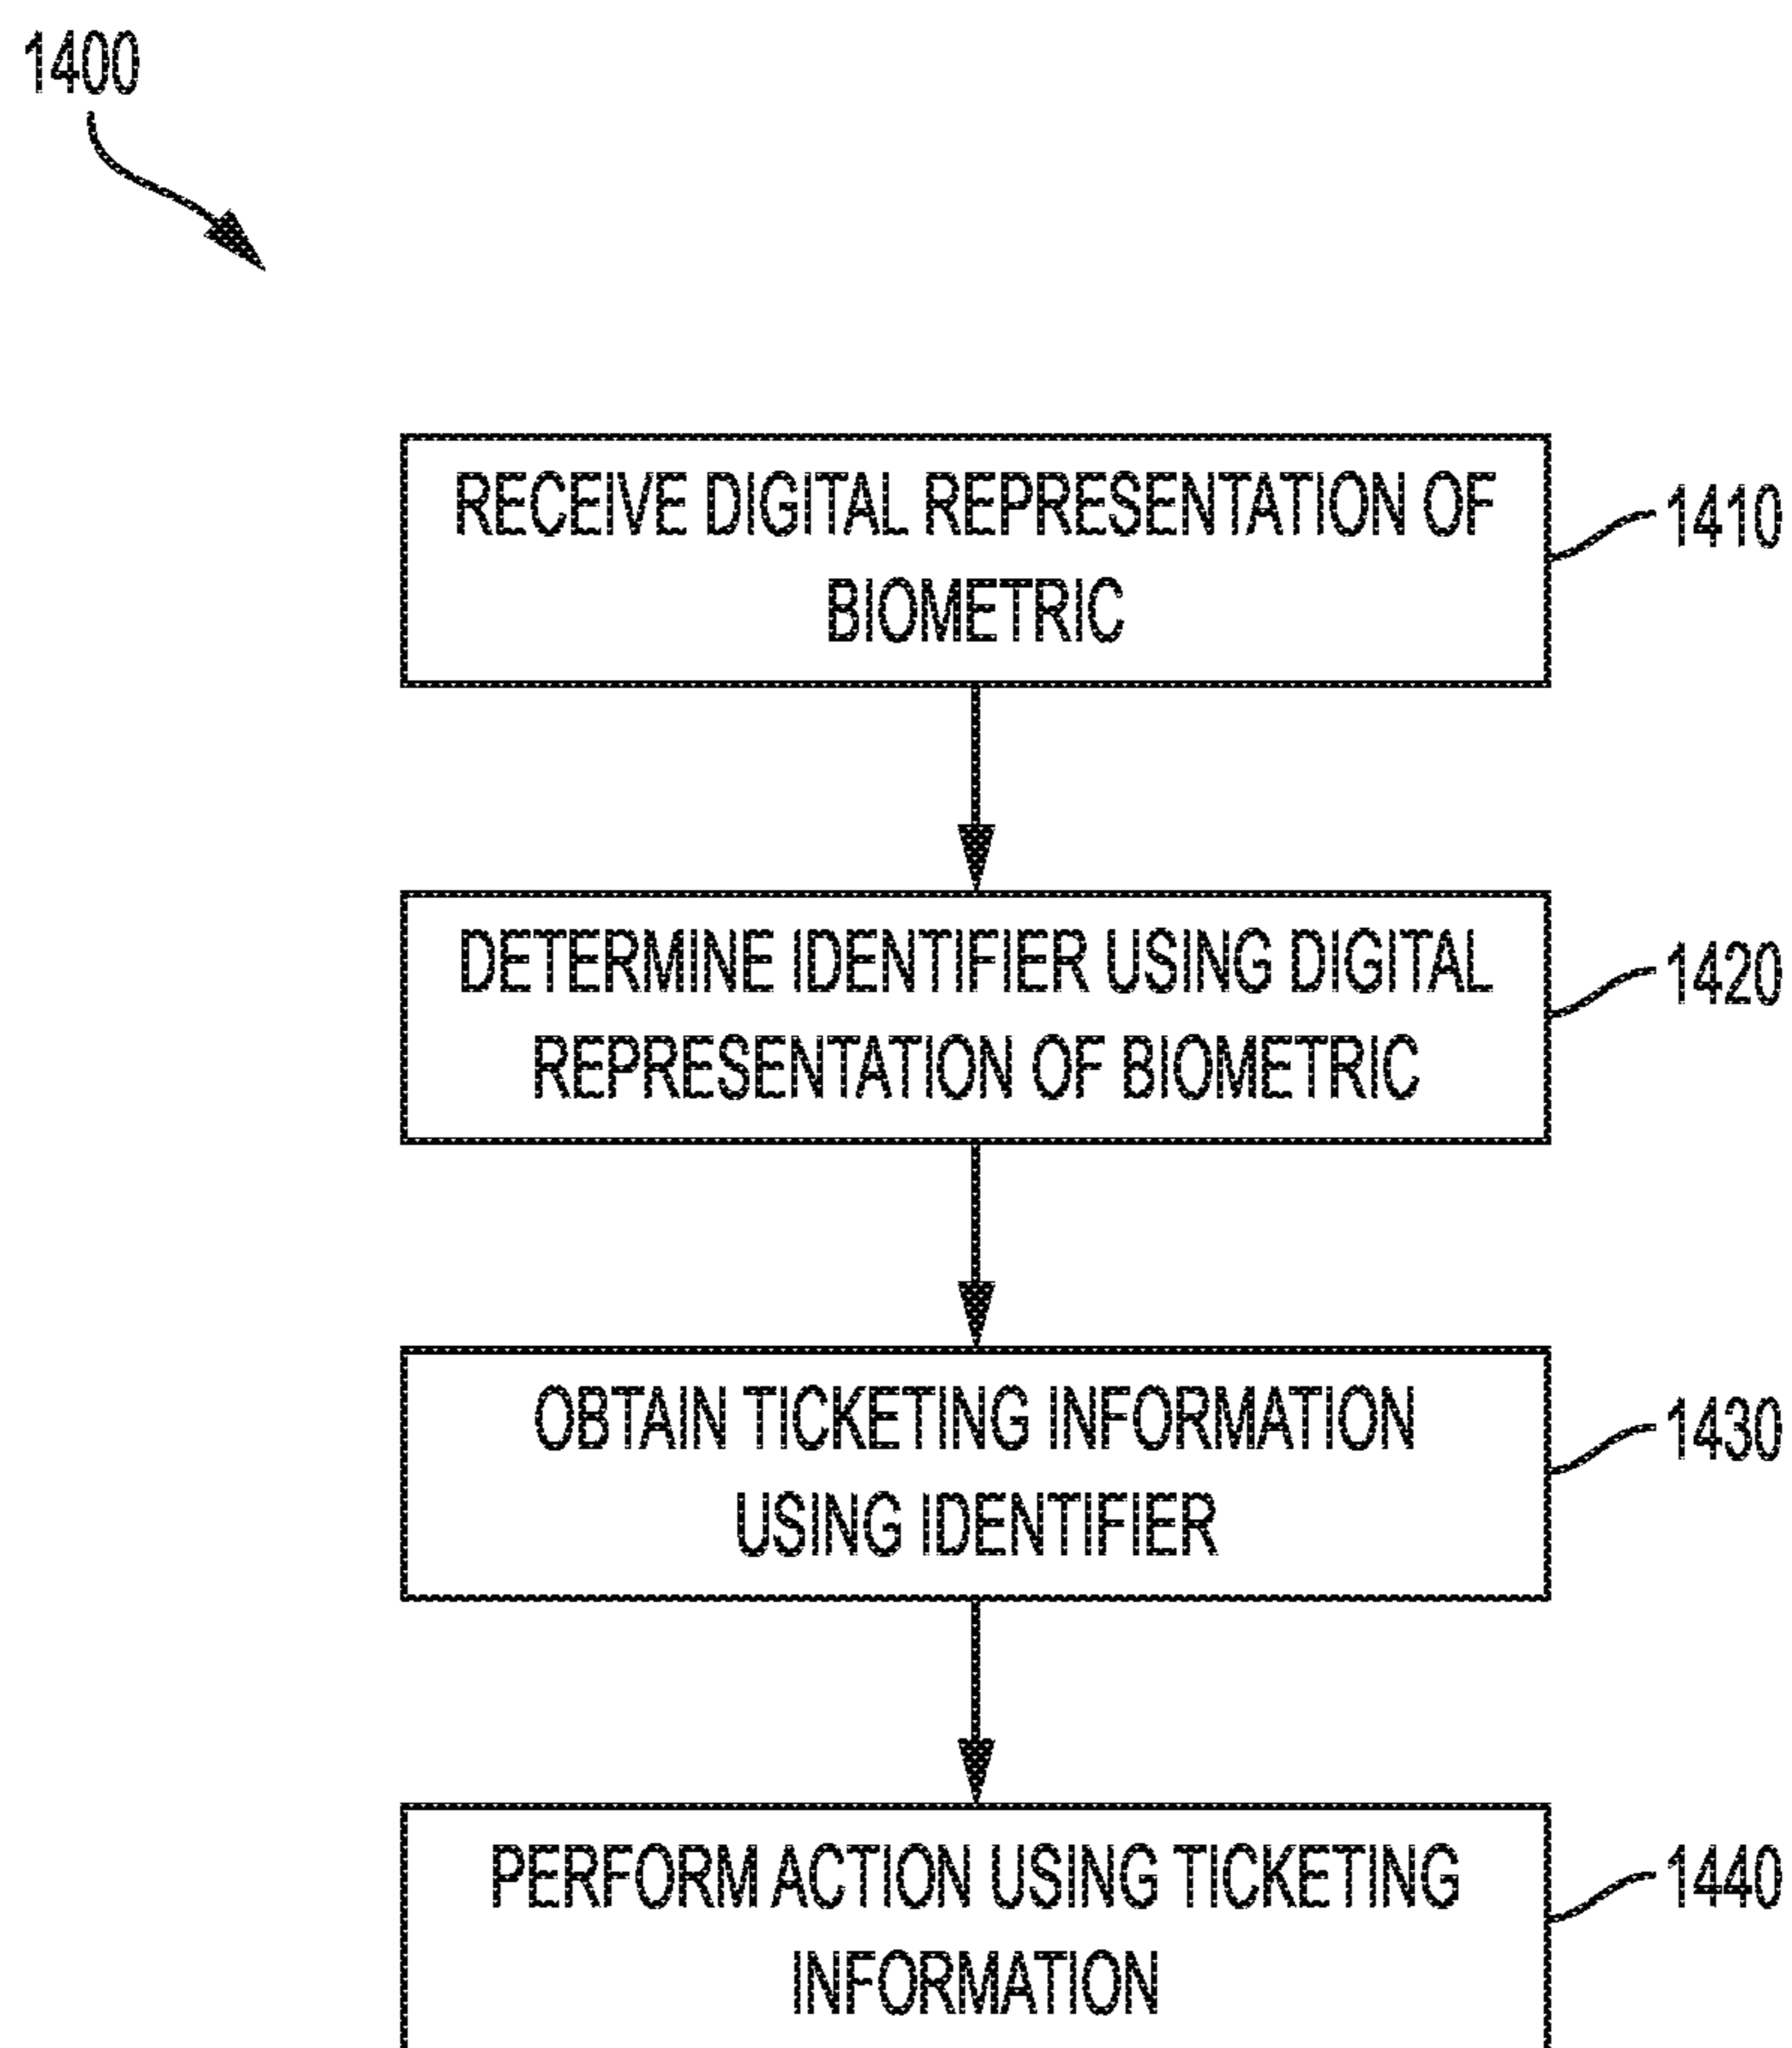 1400
RECEIVE DIGITAL REPRESENTATION OF
BIOMETRIC
1410
DETERMINE IDENTIFIER USING DIGITAL
REPRESENTATION OF BIOMETRIC
1420
OBTAIN TICKETING INFORMATION
USING IDENTIFIER
1430
PERFORM ACTION USING TICKETING
INFORMATION
1440